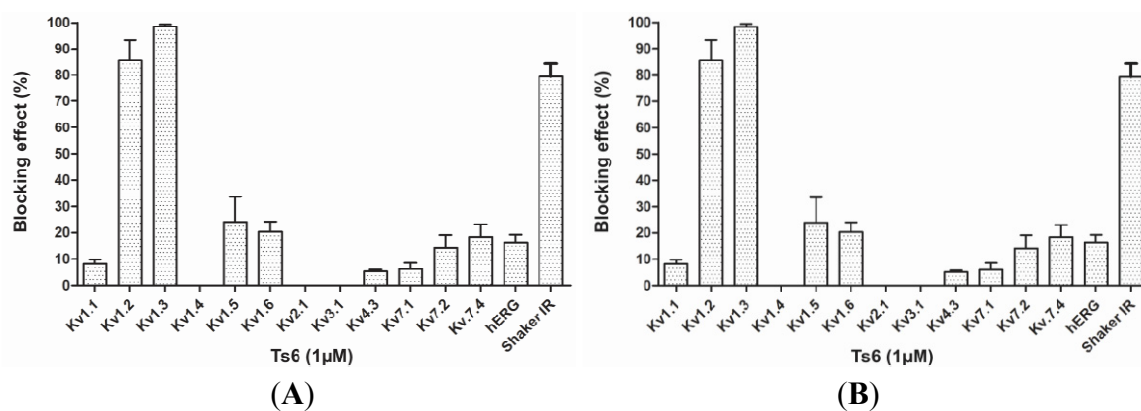 Blocking effect (%)
100
90
80
70
60
50
40
30
20
10
0
Kv1.1
Kv1.2
Kv1.3
Kv1.4
Kv1.5
Kv1.6
Kv2.1
Kv3.1
Kv4.3
Kv7.1
Kv7.2
Kv.7.4
hERG
Shaker IR
Ts6 (1µM)
(A)
Blocking effect (%)
100
90
80
70
60
50
40
30
20
10
0
Kv1.1
Kv1.2
Kv1.3
Kv1.4
Kv1.5
Kv1.6
Kv2.1
Kv3.1
Kv4.3
Kv7.1
Kv7.2
Kv.7.4
hERG
Shaker IR
Ts6 (1µM)
(B)